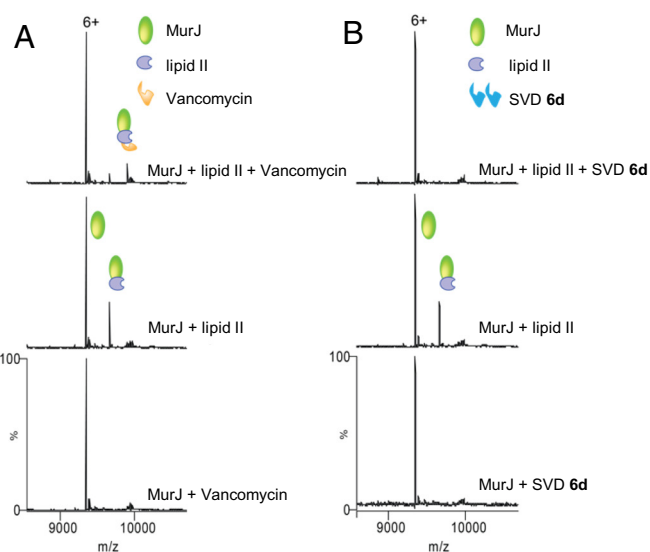 A
6+
MurJ
lipid II
Vancomycin
MurJ + lipid II + Vancomycin
MurJ + lipid II
100
%
0
MurJ + Vancomycin
9000 10000
m/z
B
6+
MurJ
lipid II
SVD 6d
MurJ + lipid II + SVD 6d
MurJ + lipid II
100
%
0
MurJ + SVD 6d
9000 10000
m/z